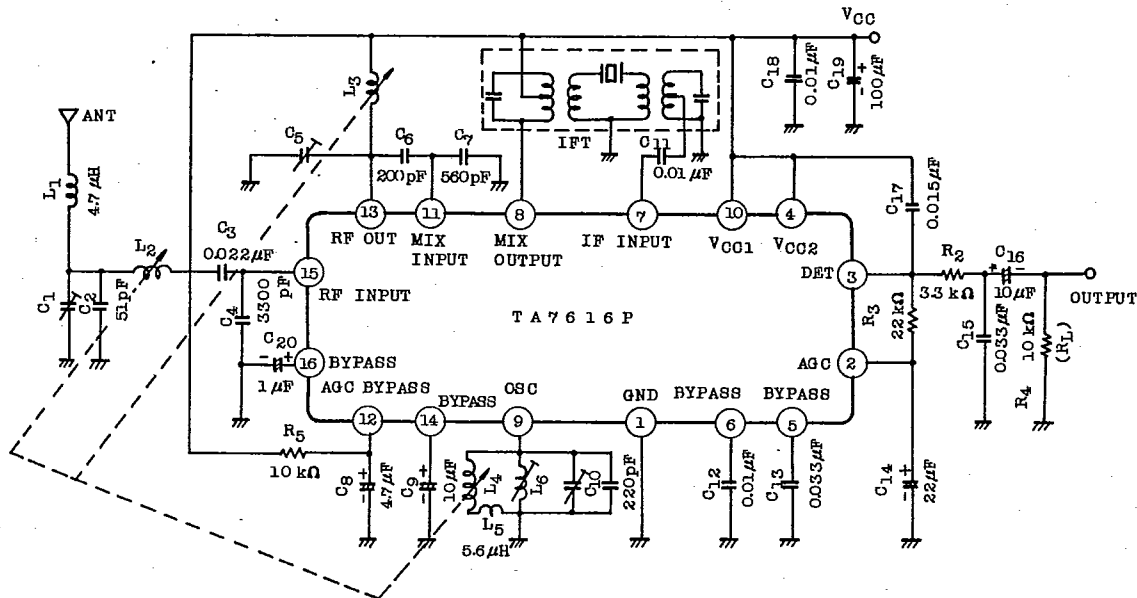 VCC
L3
C18
0.01μF
C19
+
-
100μF
ANT
C5
C6
200pF
C7
560pF
IFT
C11
0.01μF
L1
4.7μH
C17
0.015μF
13
11
8
7
10
4
RF OUT
MIX
INPUT
MIX
OUTPUT
IF INPUT
VCC1
VCC2
L2
C3
0.022μF
15
RF INPUT
DET
3
R2
3.3kΩ
C16
+
-
10μF
OUTPUT
C1
C2
51pF
C4
3300
pF
TA7616P
R3
22kΩ
C15
0.033μF
R4
10kΩ
(RL)
C20
-
+
1μF
16
BYPASS
AGC
2
AGC BYPASS
BYPASS
OSC
GND
BYPASS
BYPASS
12
14
9
1
6
5
R5
10kΩ
C8
+
-
4.7μF
C9
+
-
10μF
L4
L6
C10
220pF
L5
5.6μH
C12
0.01μF
C13
0.033μF
C14
+
-
22μF